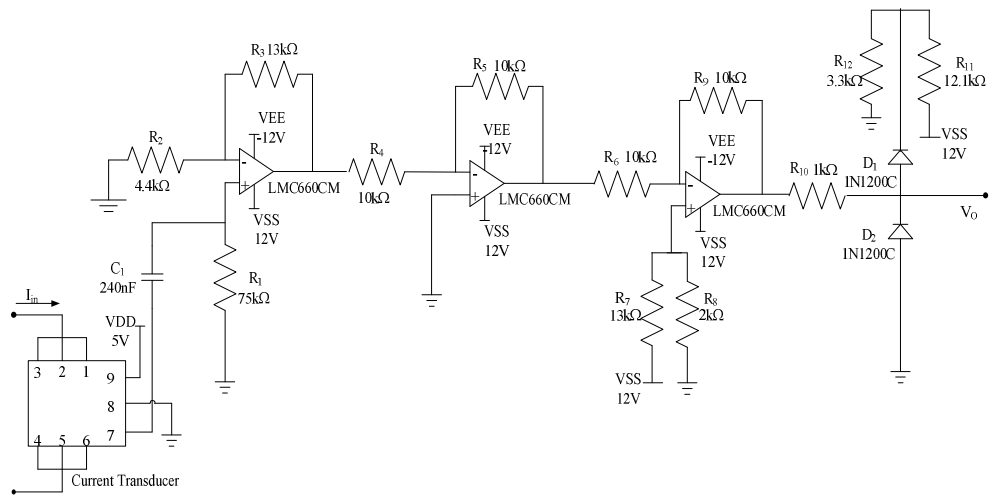 R₃ 13kΩ
VEE
-12V
R₂
4.4kΩ
-
+
LMC660CM
VSS
12V
R₄
10kΩ
R₅ 10kΩ
VEE
-12V
-
+
LMC660CM
VSS
12V
R₆ 10kΩ
R₉ 10kΩ
VEE
-12V
-
+
LMC660CM
VSS
12V
R₁₀ 1kΩ
R₁₂
3.3kΩ
R₁₁
12.1kΩ
VSS
12V
D₁
1N1200C
V₀
D₂
1N1200C
C₁
240nF
R₁
75kΩ
R₇
13kΩ
R₈
2kΩ
VSS
12V
Iᵢₙ
VDD
5V
3 2 1
9
8
7
4 5 6
Current Transducer